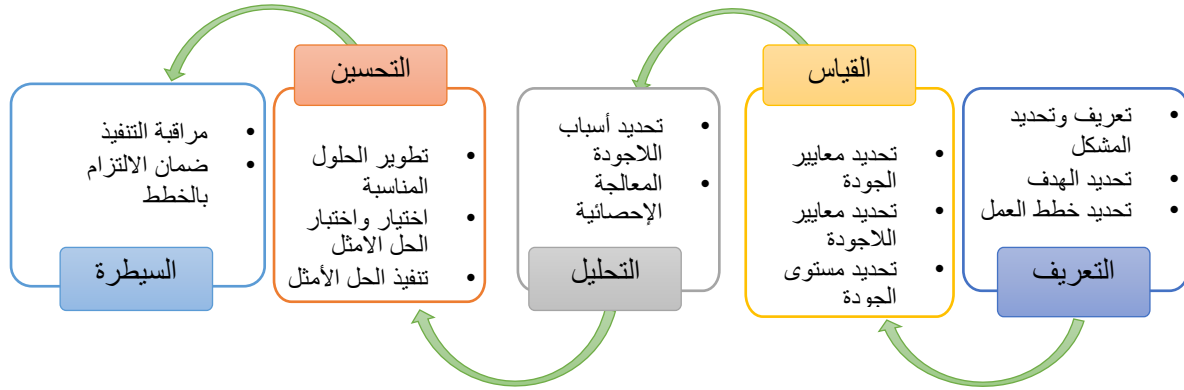 التعريف
• تعريف وتحديد
المشكل
• تحديد الهدف
• تحديد خطط العمل
القياس
• تحديد معايير
الجودة
• تحديد معايير
اللاجودة
• تحديد مستوى
الجودة
التحليل
• تحديد أسباب
اللاجودة
• المعالجة
الإحصائية
التحسين
• تطوير الحلول
المناسبة
• اختيار واختبار
الحل الامثل
• تنفيذ الحل الأمثل
السيطرة
• مراقبة التنفيذ
• ضمان الالتزام
بالخطط